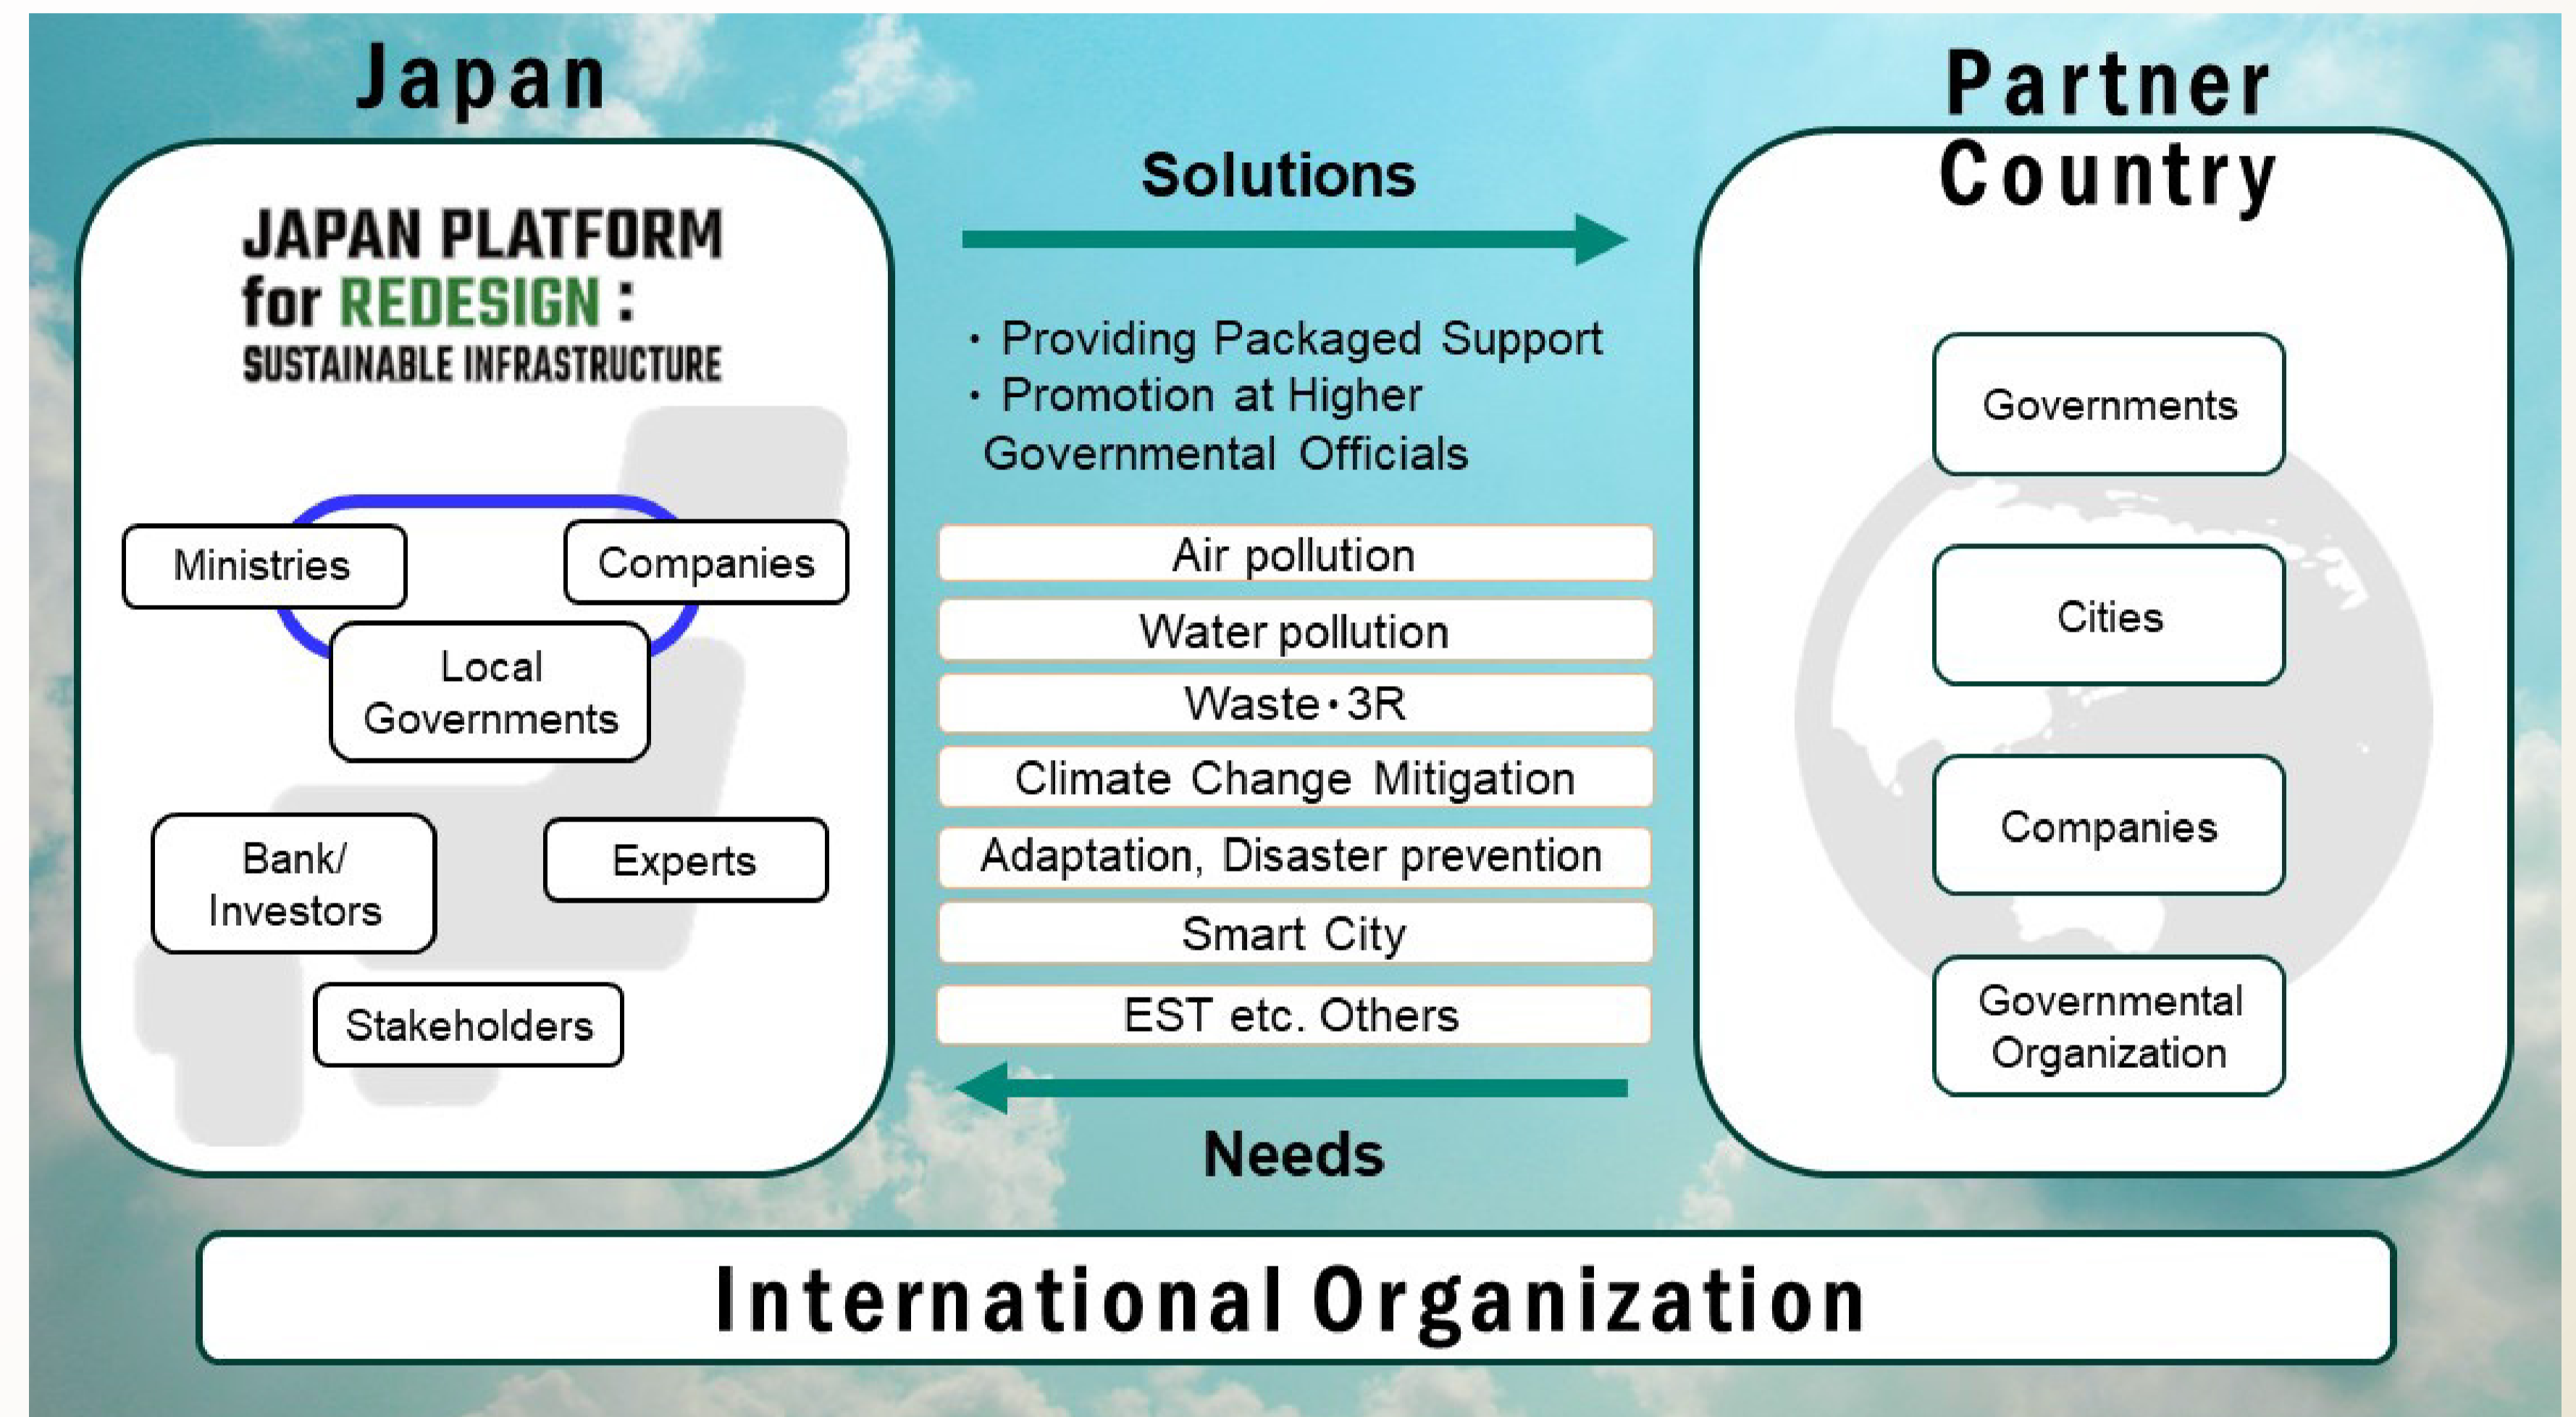 Japan
JAPAN PLATFORM
for REDESIGN :
SUSTAINABLE INFRASTRUCTURE
Ministries
Companies
Local
Governments
Bank/
Investors
Experts
Stakeholders
Solutions
・Providing Packaged Support
・Promotion at Higher
Governmental Officials
Air pollution
Water pollution
Waste・3R
Climate Change Mitigation
Adaptation, Disaster prevention
Smart City
EST etc. Others
Needs
Partner
Country
Governments
Cities
Companies
Governmental
Organization
International Organization